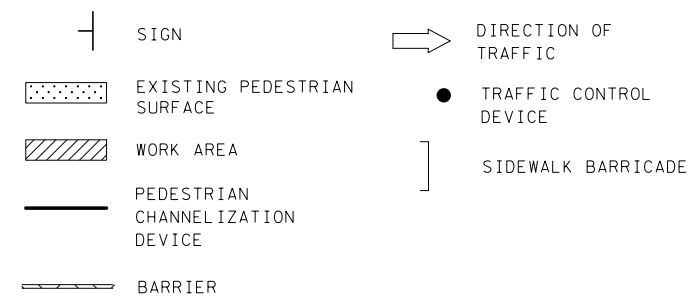 SIGN
EXISTING PEDESTRIAN
SURFACE
WORK AREA
PEDESTRIAN
CHANNELIZATION
DEVICE
BARRIER
DIRECTION OF
TRAFFIC
TRAFFIC CONTROL
DEVICE
SIDEWALK BARRICADE